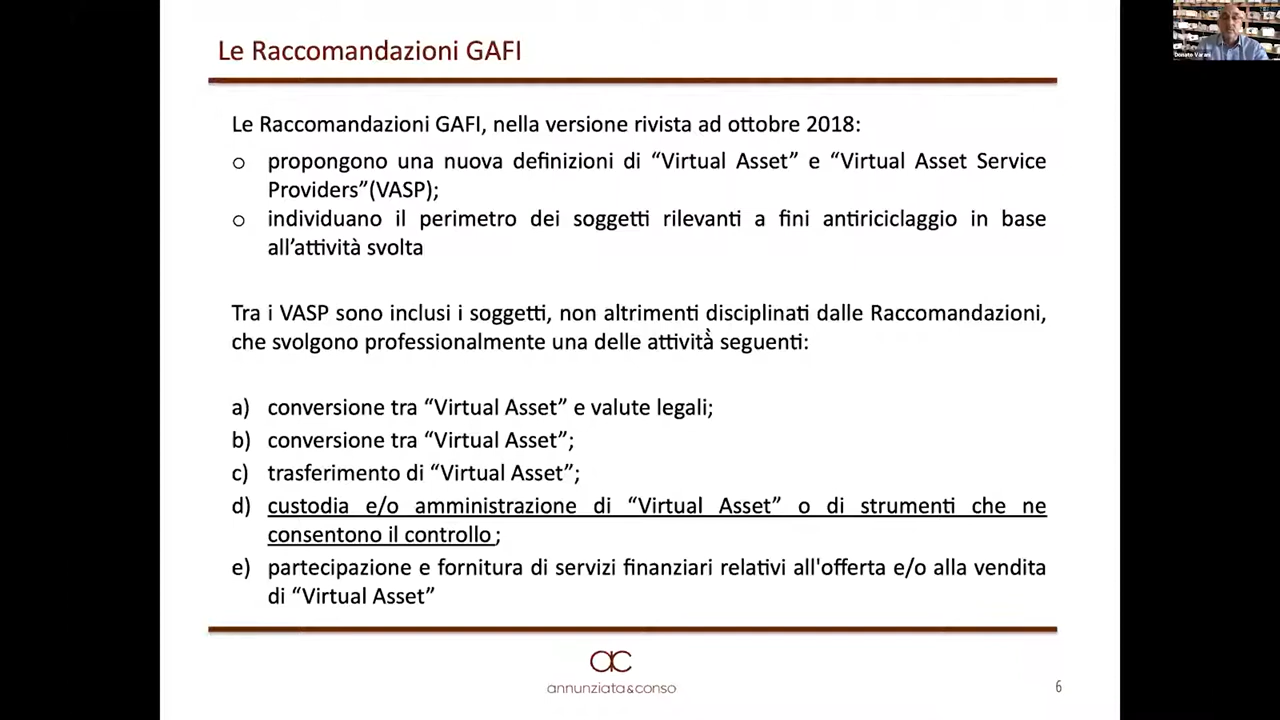 Le Raccomandazioni GAFI
Le Raccomandazioni GAFI, nella versione rivista ad ottobre 2018:
o propongono una nuova definizioni di “Virtual Asset” e “Virtual Asset Service
Providers”(VASP);
o individuano il perimetro dei soggetti rilevanti a fini antiriciclaggio in base
all’attività svolta
Tra i VASP sono inclusi i soggetti, non altrimenti disciplinati dalle Raccomandazioni,
che svolgono professionalmente una delle attività̀ seguenti:
a) conversione tra “Virtual Asset” e valute legali;
b) conversione tra “Virtual Asset”;
c) trasferimento di “Virtual Asset”;
d) custodia e/o amministrazione di “Virtual Asset” o di strumenti che ne
consentono il controllo ;
e) partecipazione e fornitura di servizi finanziari relativi all'offerta e/o alla vendita
di “Virtual Asset”
ac
annunziata&conso
6
Donato Varani